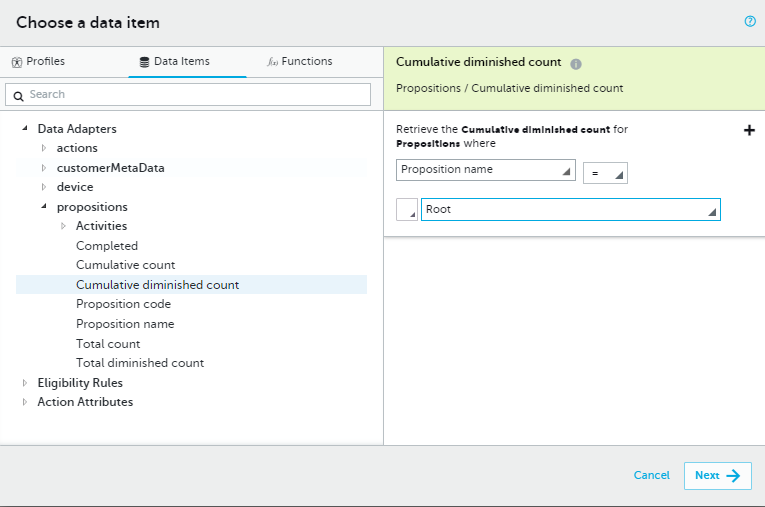 Choose a data item
Profiles
Data Items
f(x) Functions
Search
Data Adapters
actions
customerMetaData
device
propositions
Activities
Completed
Cumulative count
Cumulative diminished count
Proposition code
Proposition name
Total count
Total diminished count
Eligibility Rules
Action Attributes
Cumulative diminished count
Propositions / Cumulative diminished count
Retrieve the Cumulative diminished count for
Propositions where
Proposition name
=
Root
Cancel
Next